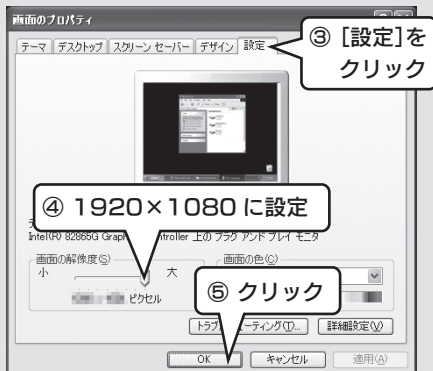 画面のプロパティ
テーマ デスクトップ スクリーン セーバー デザイン 設定
③ [設定]を
クリック
④ 1920×1080 に設定
Intel(R) 82865G Grap ntroller 上の プラグ アンド プレイ モニタ
画面の解像度(S)
小 大
ピクセル
画面の色(C)
⑤ クリック
トラブ ューティング(T)... 詳細設定(V)
OK キャンセル 適用(A)